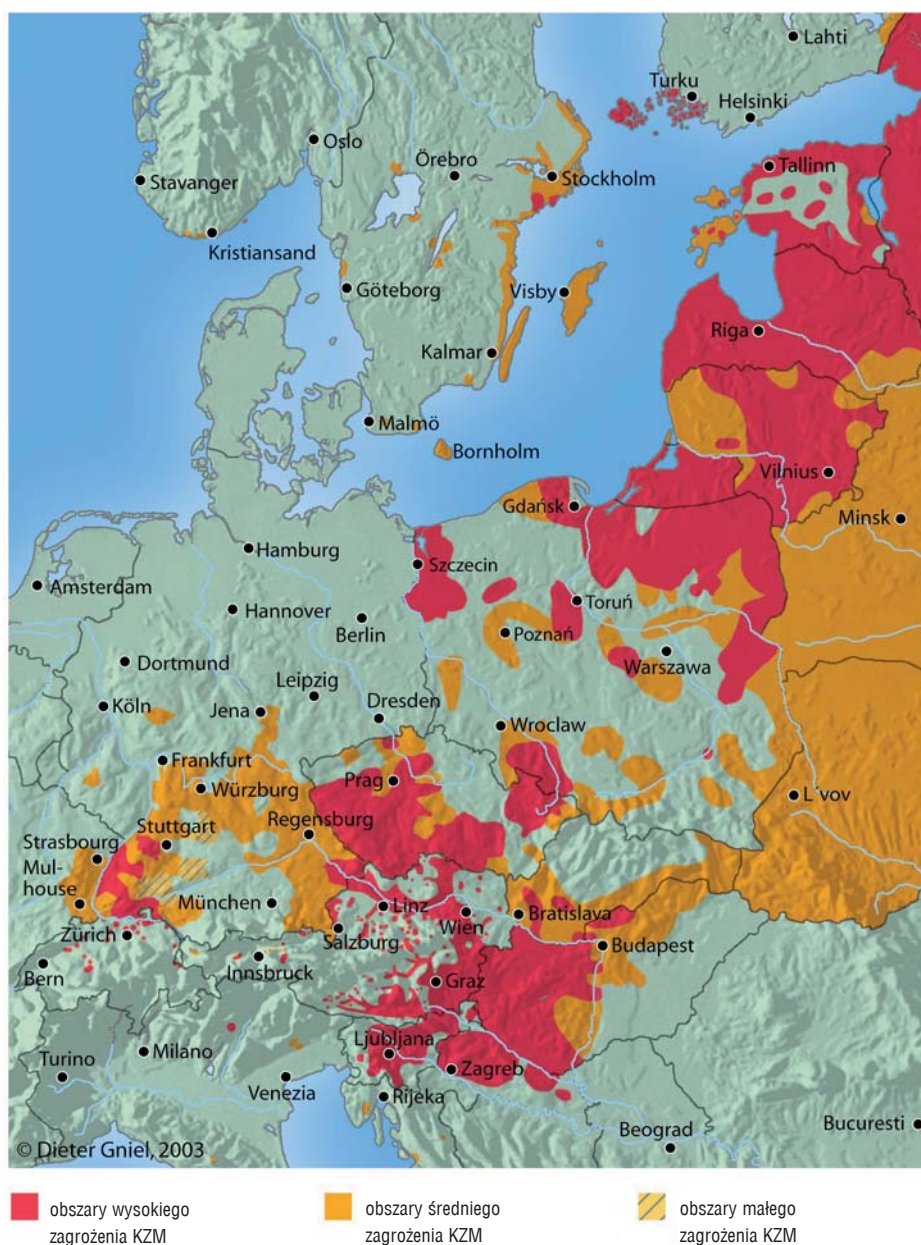 Lahti
Turku
Helsinki
Oslo
Örebro
Stockholm
Tallinn
Stavanger
Kristiansand
Göteborg
Visby
Riga
Kalmar
Malmö
Bornholm
Vilnius
Gdańsk
Minsk
Hamburg
Szczecin
Amsterdam
Hannover
Berlin
Toruń
Poznań
Warszawa
Dortmund
Leipzig
Köln
Jena
Dresden
Wroclaw
Frankfurt
Prag
Würzburg
L'vov
Regensburg
Stuttgart
Strasbourg
Mul-
house
München
Linz
Wien
Bratislava
Zürich
Salzburg
Budapest
Bern
Innsbruck
Graz
Ljubljana
Milano
Turino
Zagreb
Venezia
Rijeka
Beograd
Bucuresti
© Dieter Gniel, 2003
obszary wysokiego
zagrożenia KZM
obszary średniego
zagrożenia KZM
obszary małego
zagrożenia KZM